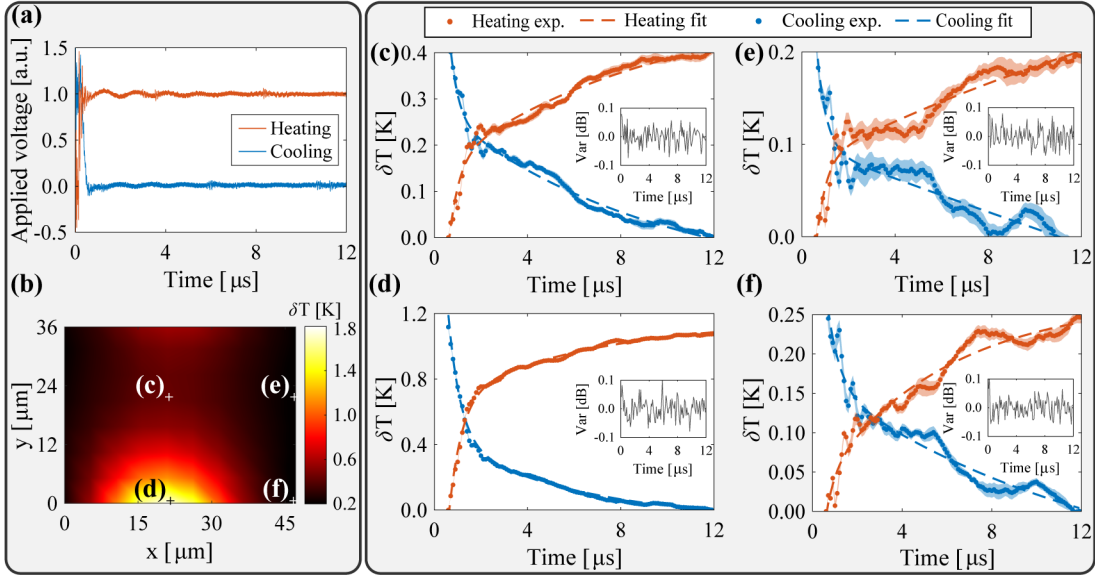 (a)
Applied voltage [a.u.]
1.5
1.0
0.5
0.0
-0.5
Heating
Cooling
0 4 8 12
Time [μs]
(b)
δT [K]
y [μm]
36
24
12
0
(c)+
(e)+
(d)+
(f)+
0 15 30 45
x [μm]
1.8
1.4
1.0
0.6
0.2
Heating exp. Heating fit Cooling exp. Cooling fit
(c)
δT [K]
0.4
0.3
0.2
0.1
0.0
Var [dB]
0.1
0.0
-0.1
0 4 8 12
Time [μs]
4 8 12
Time [μs]
(e)
δT [K]
0.2
0.1
0.0
Var [dB]
0.1
0.0
-0.1
0 4 8 12
Time [μs]
4 8 12
Time [μs]
(d)
δT [K]
1.2
0.8
0.4
0.0
Var [dB]
0.1
0.0
-0.1
0 4 8 12
Time [μs]
4 8 12
Time [μs]
(f)
δT [K]
0.25
0.20
0.15
0.10
0.05
0.00
Var [dB]
0.1
0.0
-0.1
0 4 8 12
Time [μs]
4 8 12
Time [μs]